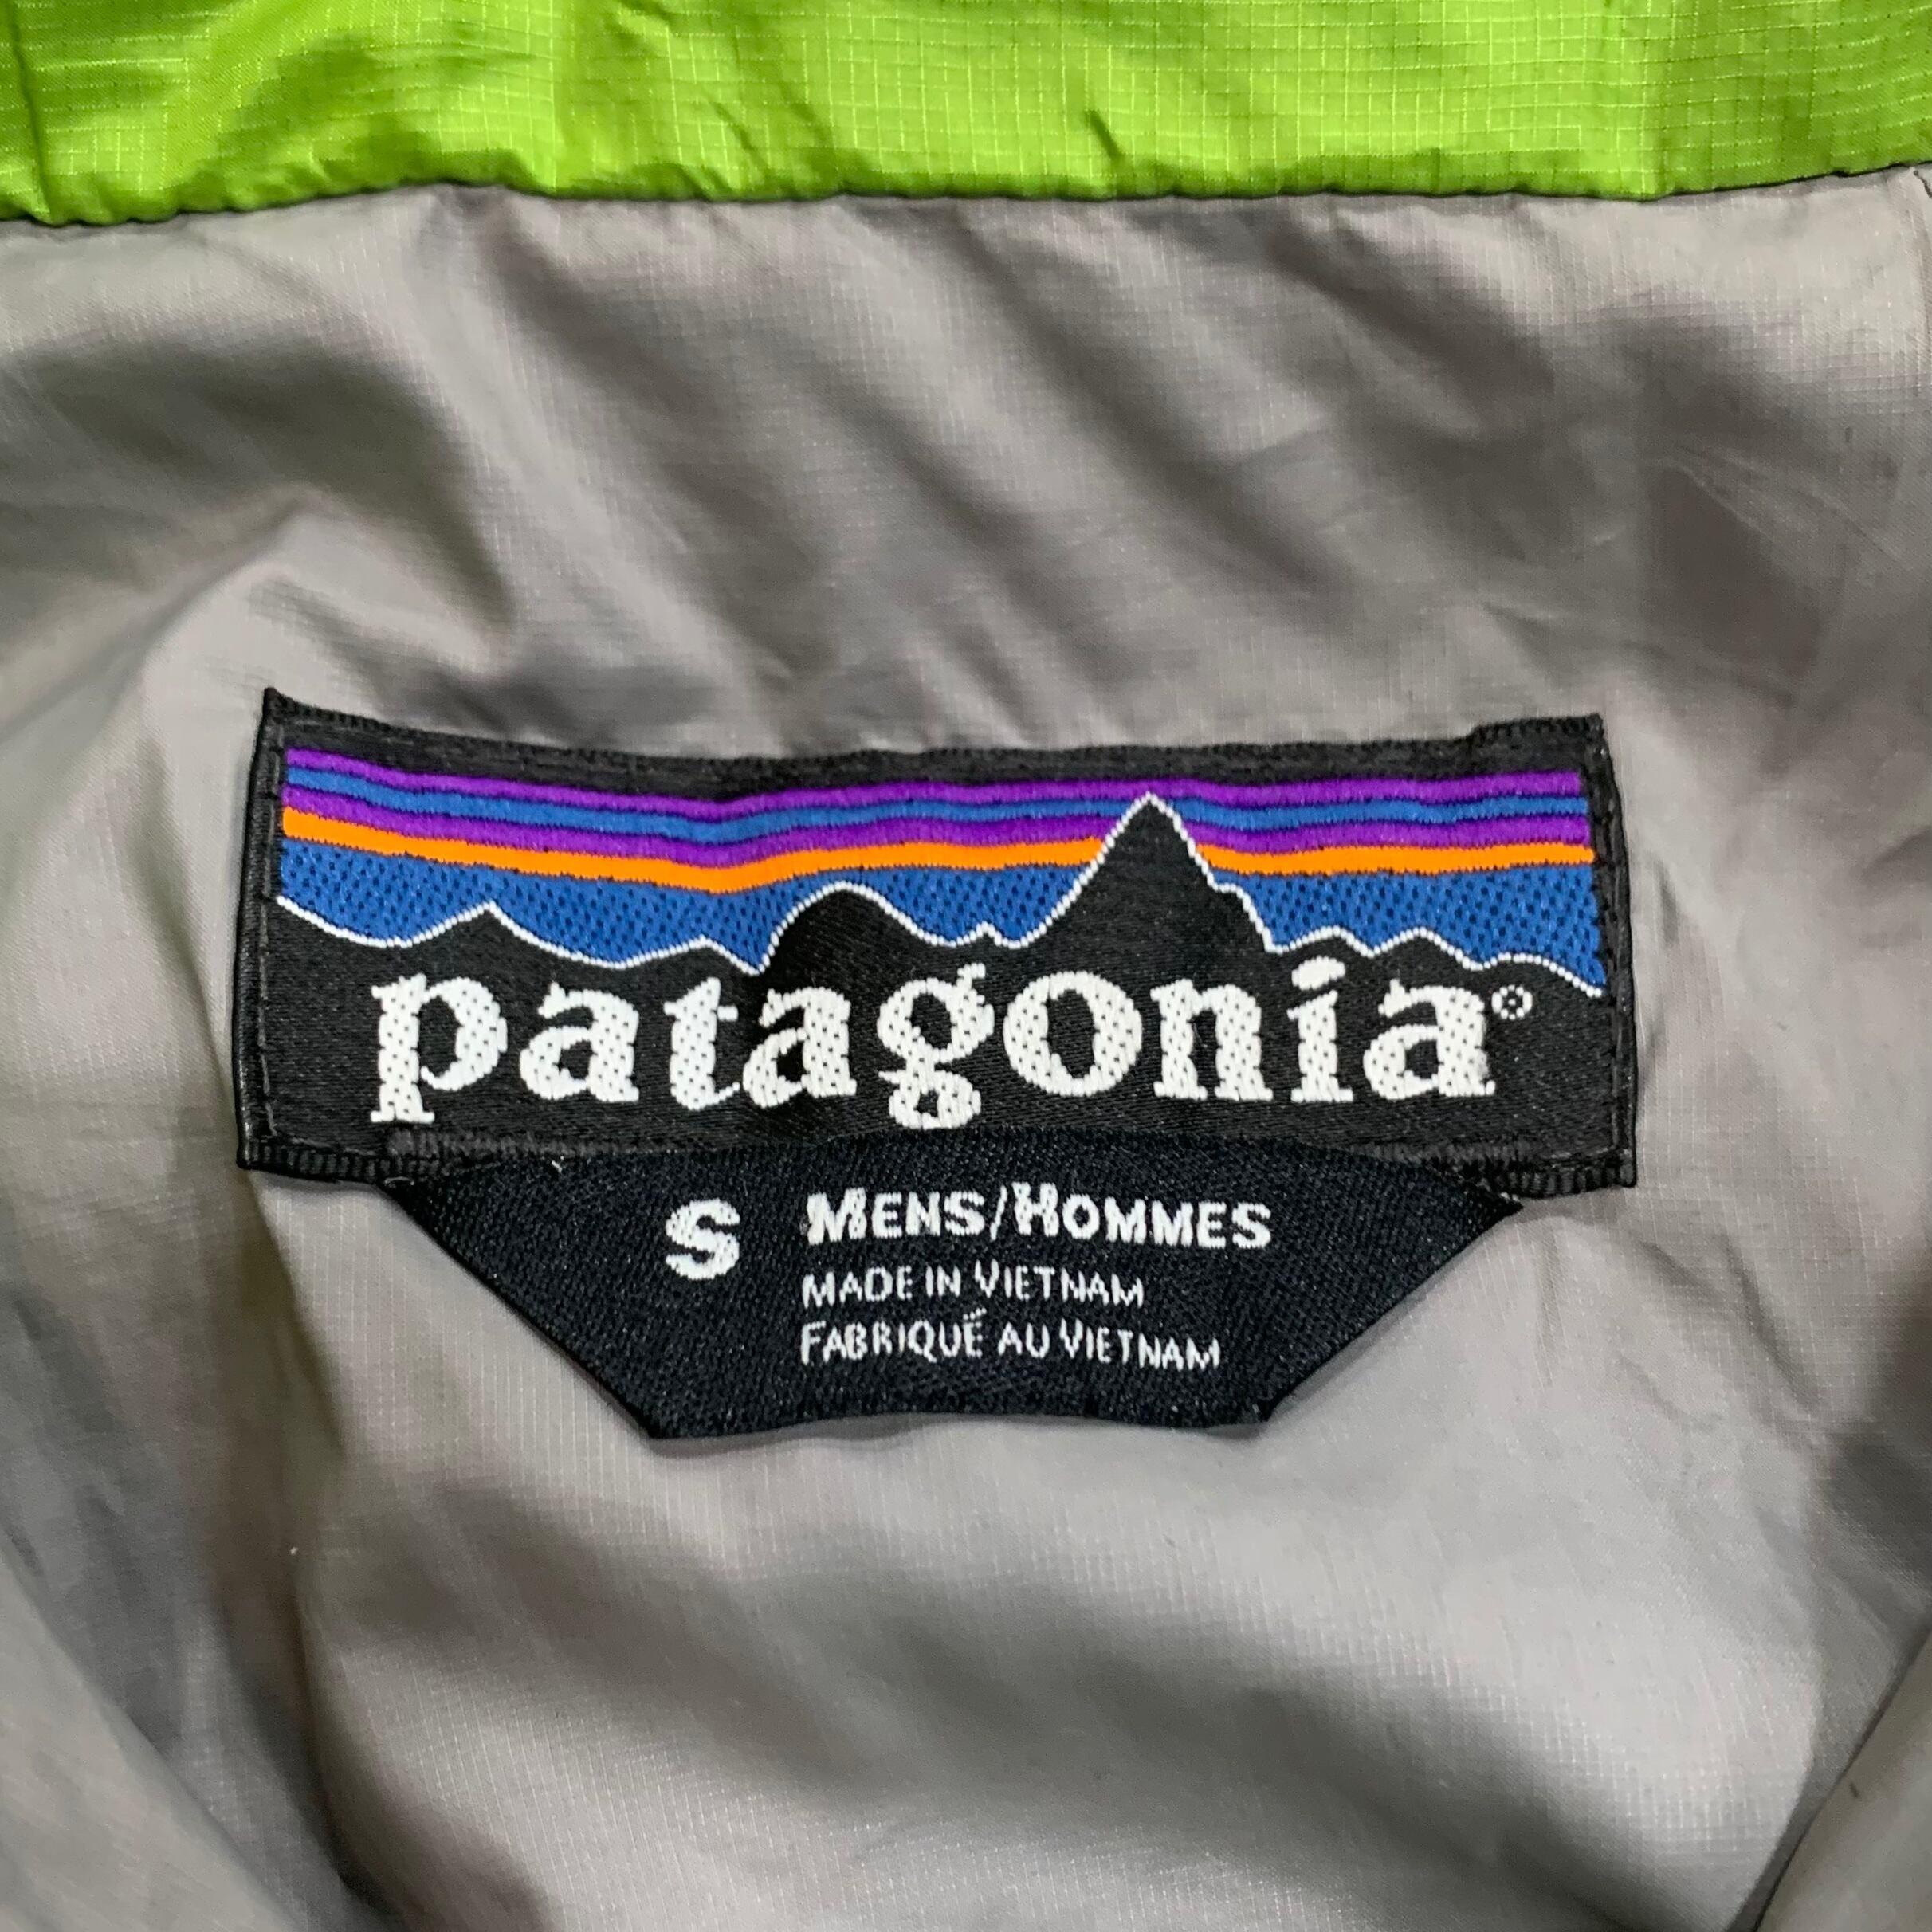 patagonia®
S MENS/HOMMES
MADE IN VIETNAM
FABRIQUÉ AU VIETNAM